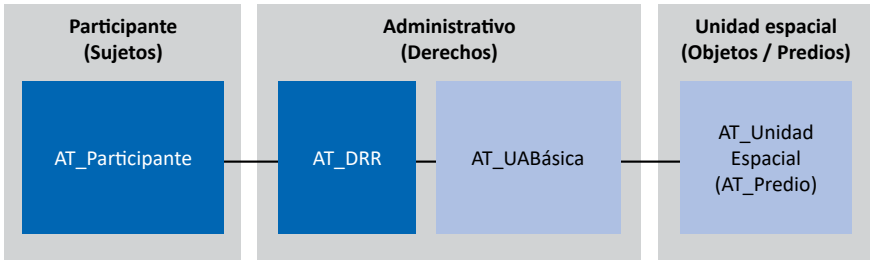 Participante
(Sujetos)
Administrativo
(Derechos)
Unidad espacial
(Objetos / Predios)
AT_Participante
AT_DRR
AT_UABásica
AT_Unidad
Espacial
(AT_Predio)